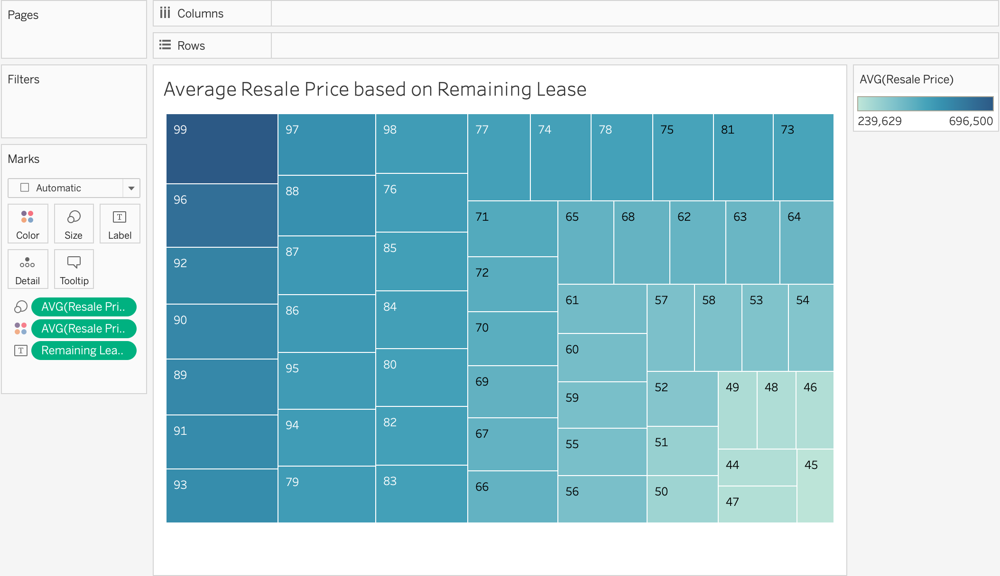 Pages
Columns
Rows
Filters
Marks
Automatic
Color Size Label
Detail Tooltip
AVG(Resale Pri..
AVG(Resale Pri..
Remaining Lea..
Average Resale Price based on Remaining Lease
99
96
92
90
89
91
93
97
88
87
86
95
94
79
98
76
85
84
80
82
83
77 74 78 75 81 73
71
72
70
69
67
66
65 68 62 63 64
61
60
59
55
56
57 58 53 54
52
51
50
49 48 46
44
47
45
AVG(Resale Price)
239,629 696,500